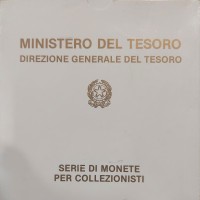 MINISTERO DEL TESORO
DIREZIONE GENERALE DEL TESORO
SERIE DI MONETE
PER COLLEZIONISTI